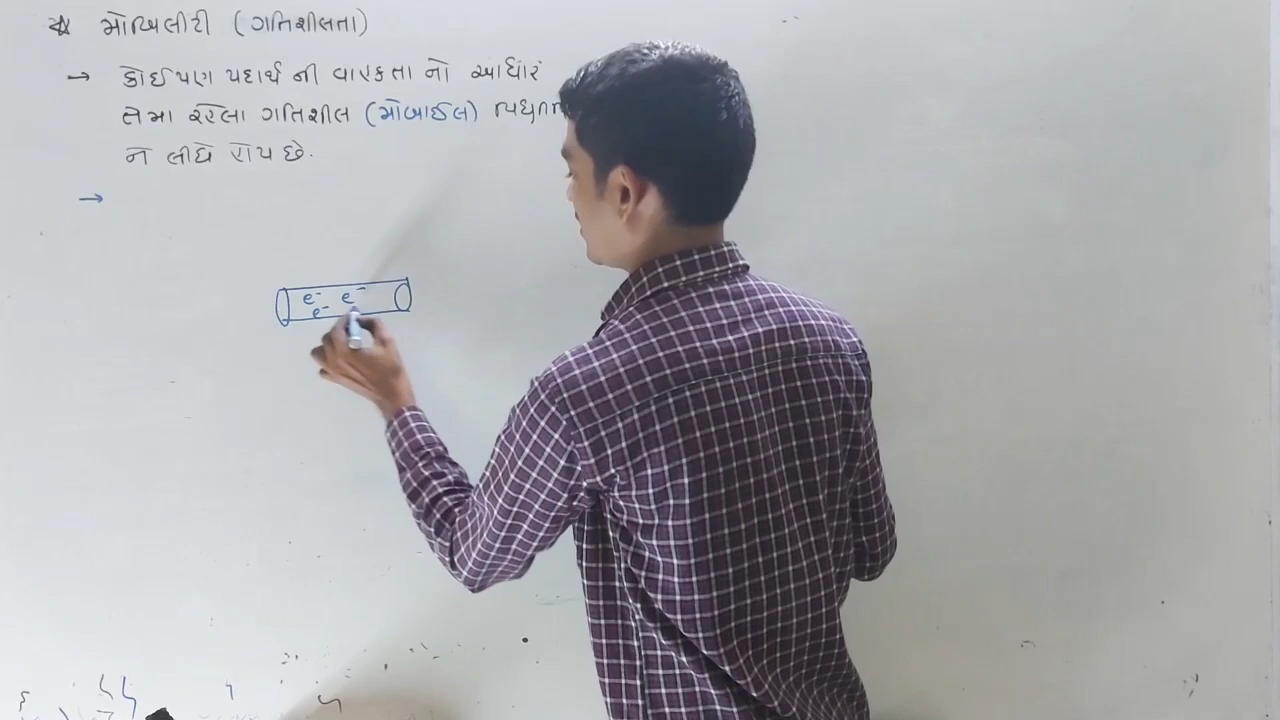 મોબિલીટી (ગતિશીલતા)
→ કોઈપણ પદાર્થ ની વાહકતા નો આધાર
તેમા રહેલા ગતિશીલ (મોબાઈલ)
ને લીધે હોય છે.
→
e⁻ e⁻
e⁻